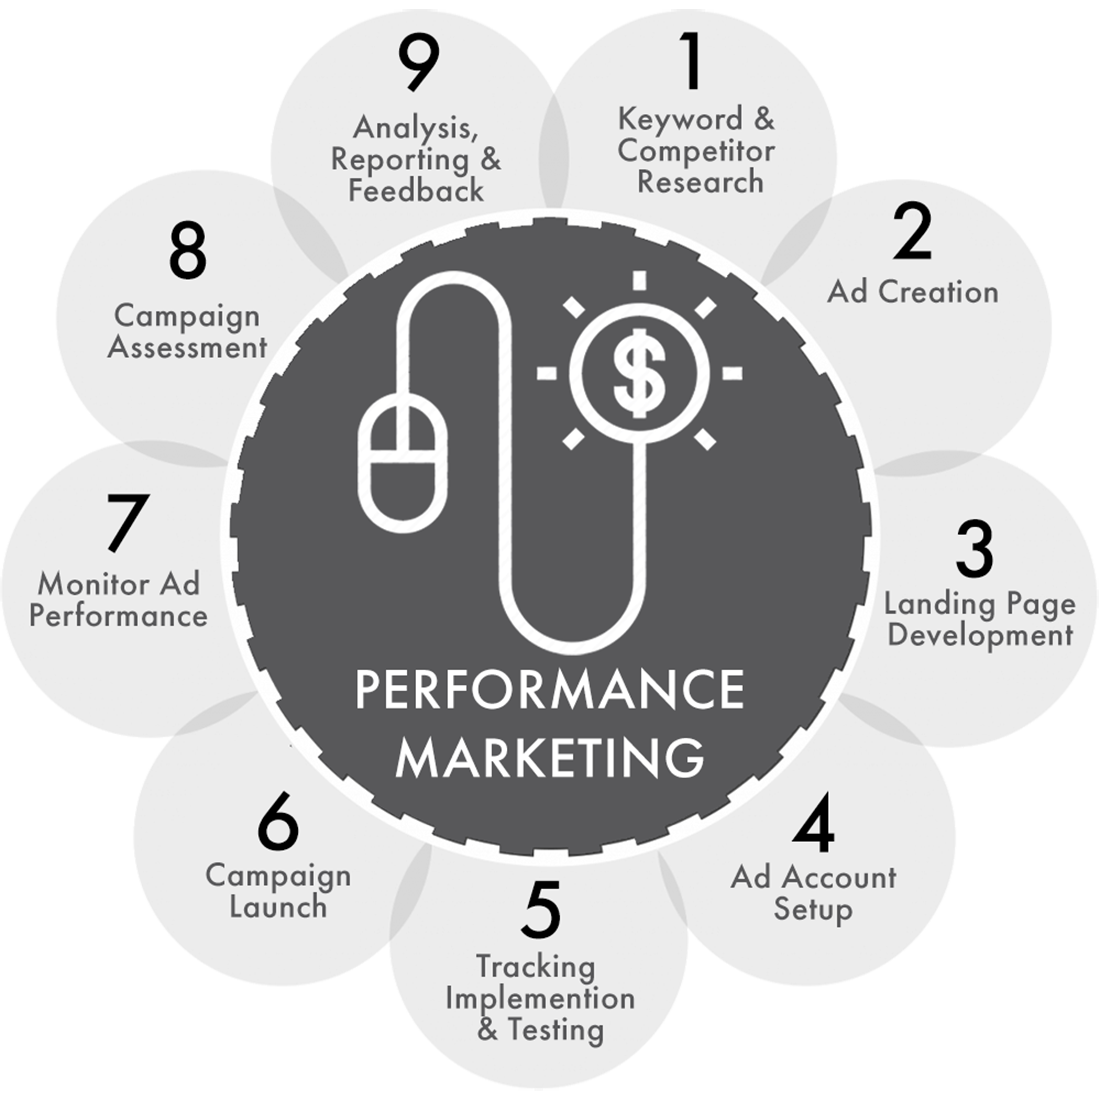 1
Keyword &
Competitor
Research
2
Ad Creation
3
Landing Page
Development
4
Ad Account
Setup
5
Tracking
Implemention
& Testing
6
Campaign
Launch
7
Monitor Ad
Performance
8
Campaign
Assessment
9
Analysis,
Reporting &
Feedback
$
PERFORMANCE
MARKETING